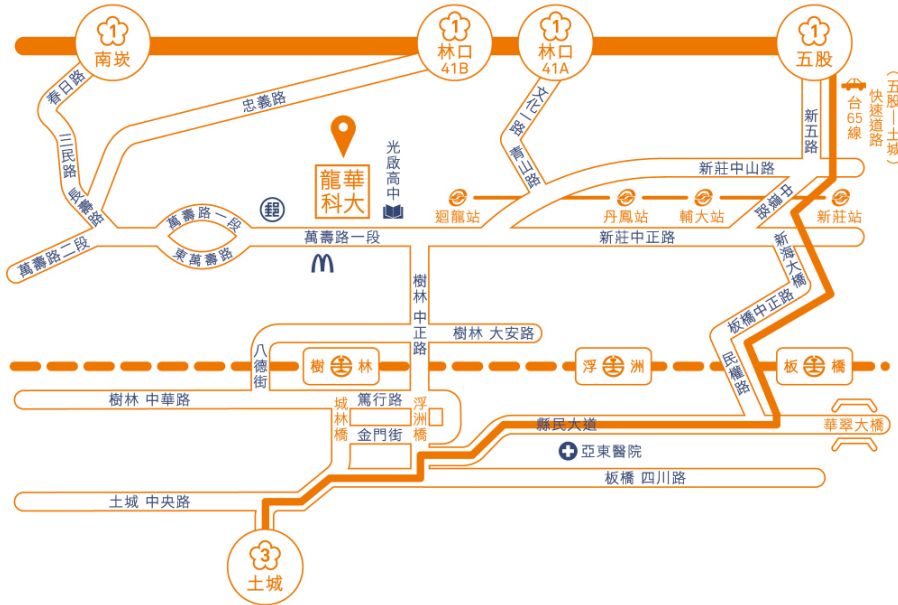 1
南崁
1
林口
41B
1
林口
41A
1
五股
（五股—土城）
快速道路
台65線
春日路
忠義路
文化一路
新五路
三民路
光啟高中
青山路
新莊中山路
龍華
科大
長壽路
迴龍站
丹鳳站
輔大站
新莊站
萬壽路一段
郵
萬壽路二段
東萬壽路
萬壽路一段
新莊中正路
新海大橋
樹林 中正路
板橋中正路
樹林 大安路
八德街
樹林
浮洲
板橋
民權路
樹林 中華路
城林橋
篤行路
浮洲橋
金門街
縣民大道
華翠大橋
亞東醫院
板橋 四川路
土城 中央路
3
土城